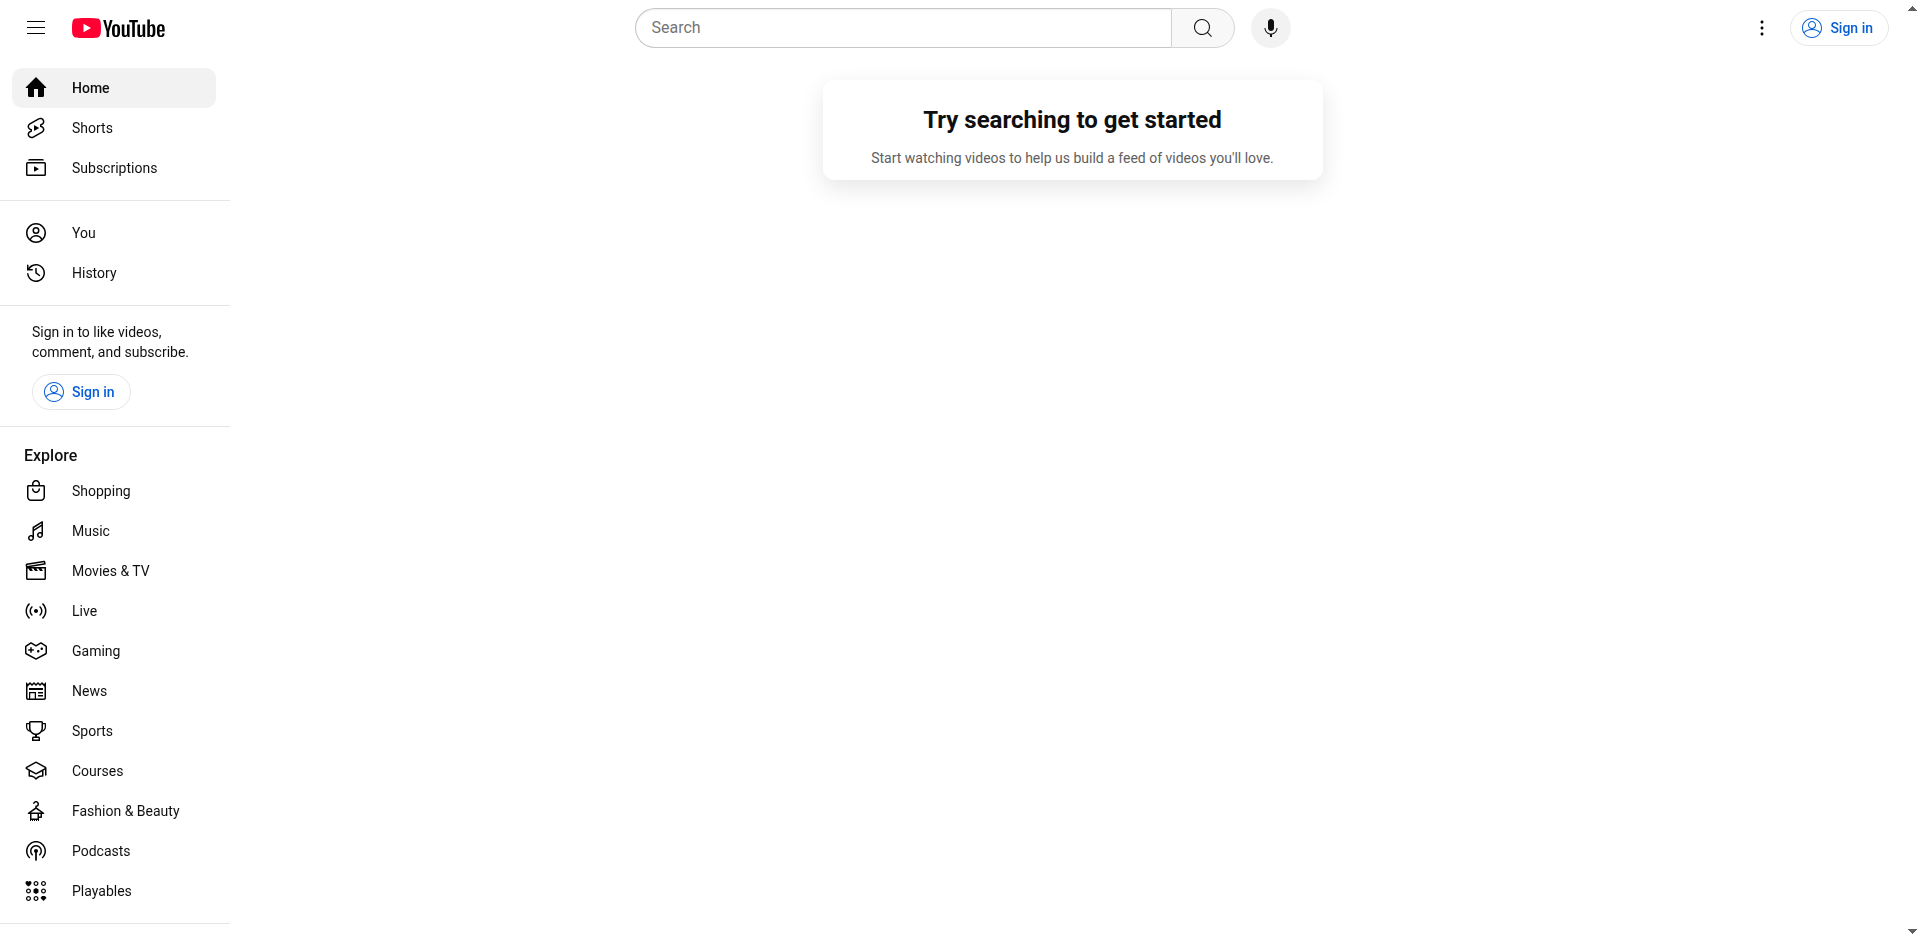 YouTube
Search
Sign in
Home
Shorts
Subscriptions
You
History
Sign in to like videos,
comment, and subscribe.
Sign in
Explore
Shopping
Music
Movies & TV
Live
Gaming
News
Sports
Courses
Fashion & Beauty
Podcasts
Playables
Try searching to get started
Start watching videos to help us build a feed of videos you'll love.